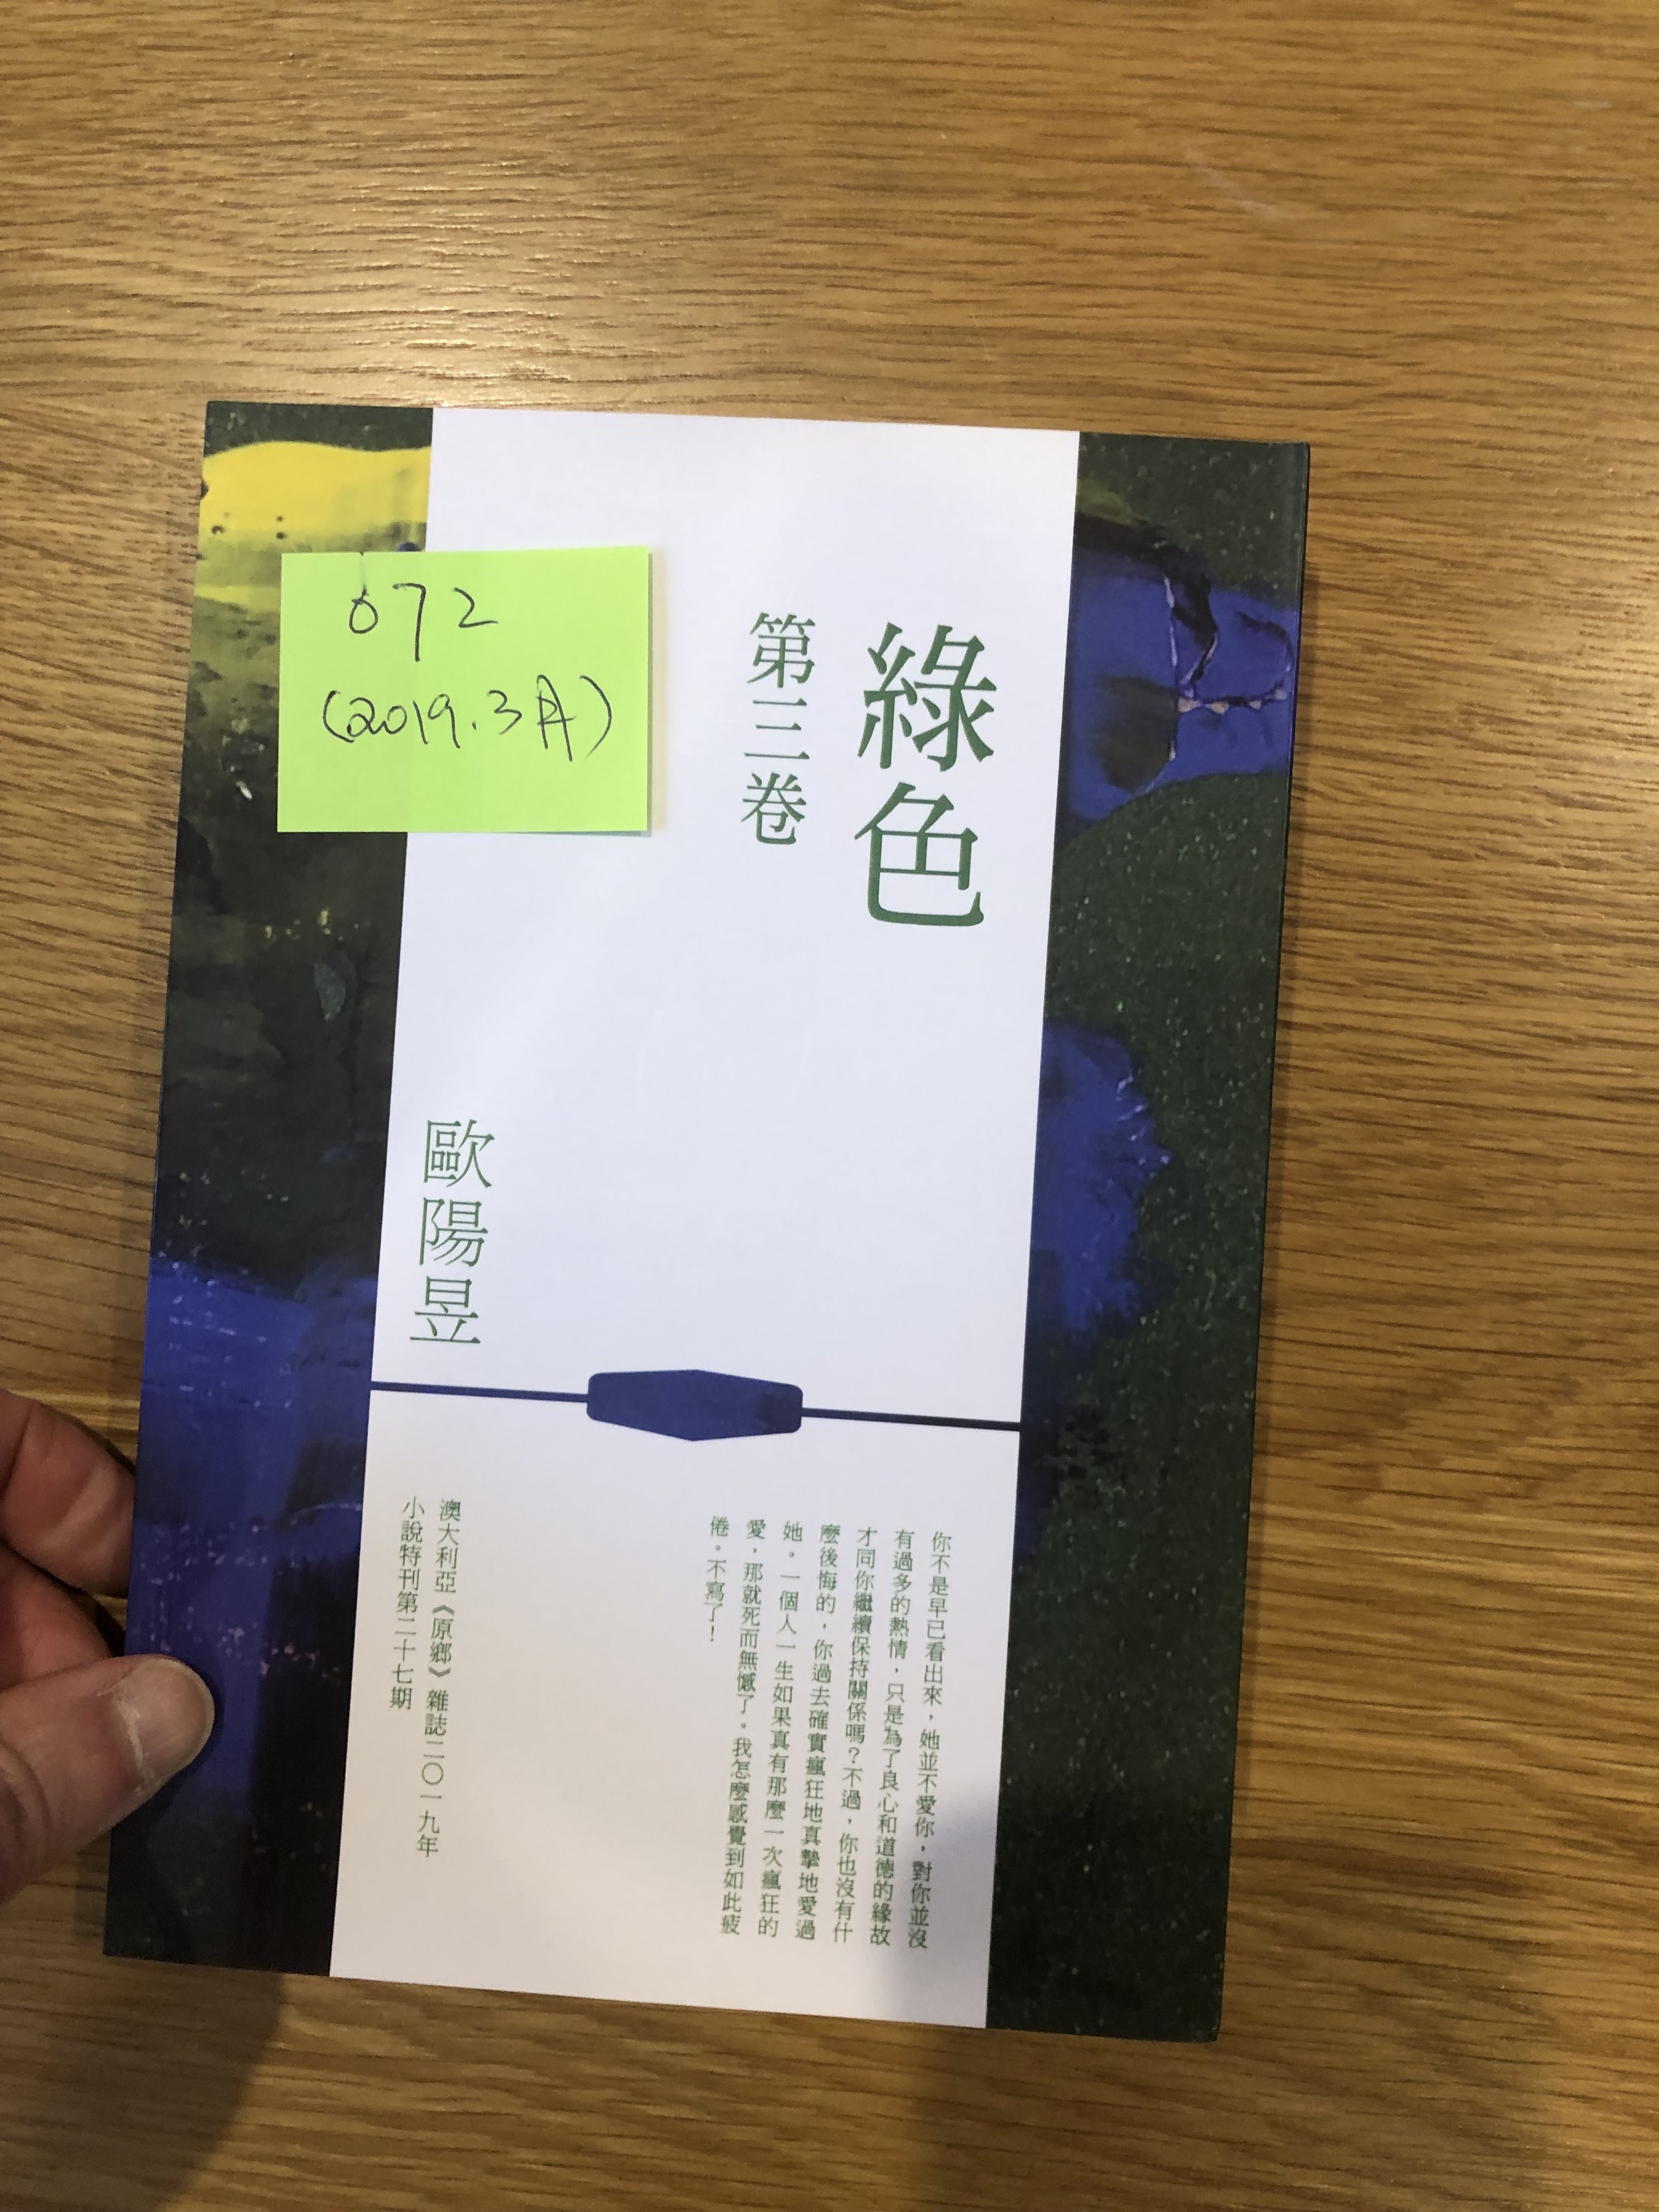 672
(2019.3月)
綠色
第三卷
歐陽昱
你不是早已看出來，她並不愛你，對你並沒
有過多的熱情，只是為了良心和道德的緣故
才同你繼續保持關係嗎？不過，你也沒有什
麼後悔的，你過去確實瘋狂地真摯地愛過
她。一個人一生如果真有那麼一次瘋狂的
愛，那就死而無憾了。我怎麼感覺到如此疲
倦。不寫了！
澳大利亞《原鄉》雜誌二〇一九年
小說特刊第二十七期